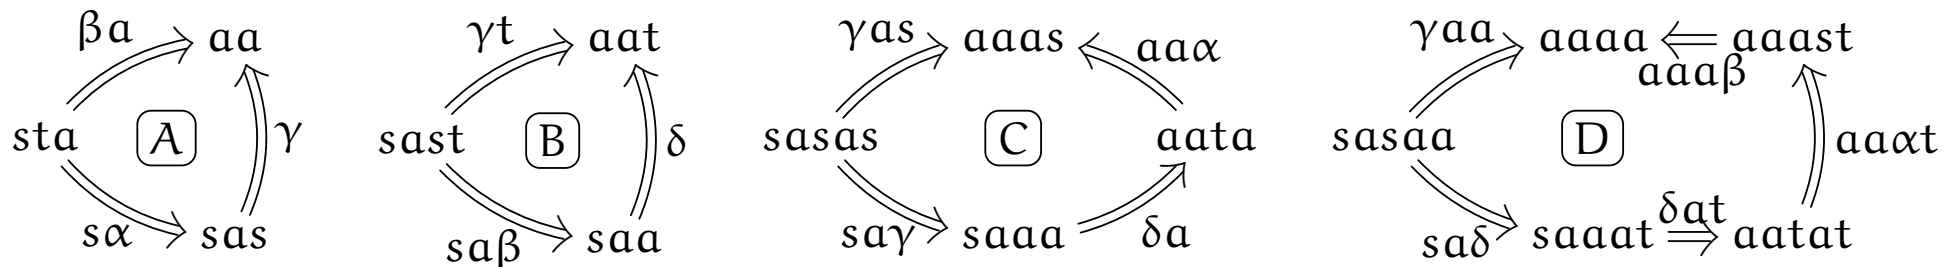 βa aa sta A γ sα sas
γt aat sast B δ saβ saa
γas aaas aaα sasas C aata saγ saaa δa
γaa aaaa aaast aaaβ sasaa D aaαt saδ saaat δat aatat